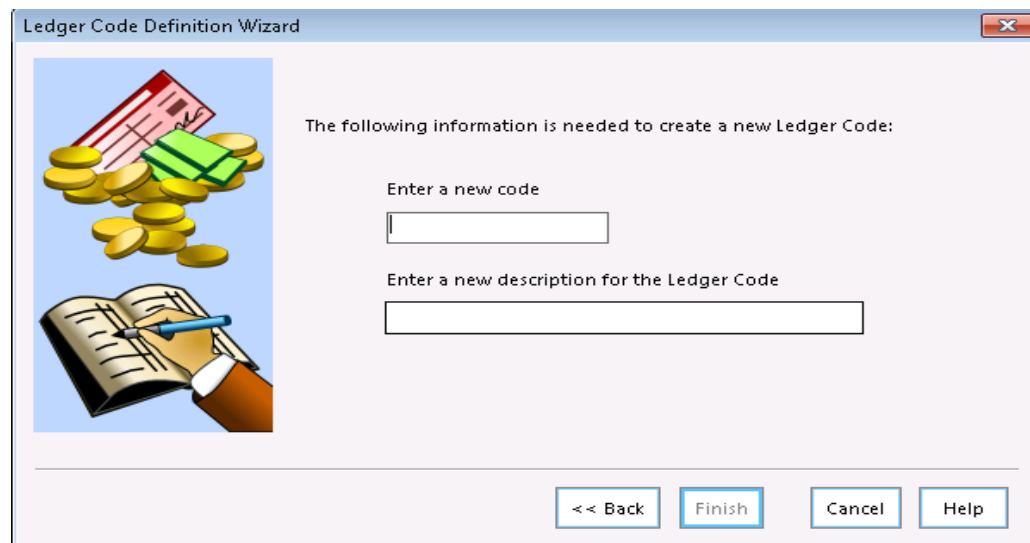 Ledger Code Definition Wizard
The following information is needed to create a new Ledger Code:
Enter a new code
Enter a new description for the Ledger Code
<< Back Finish Cancel Help